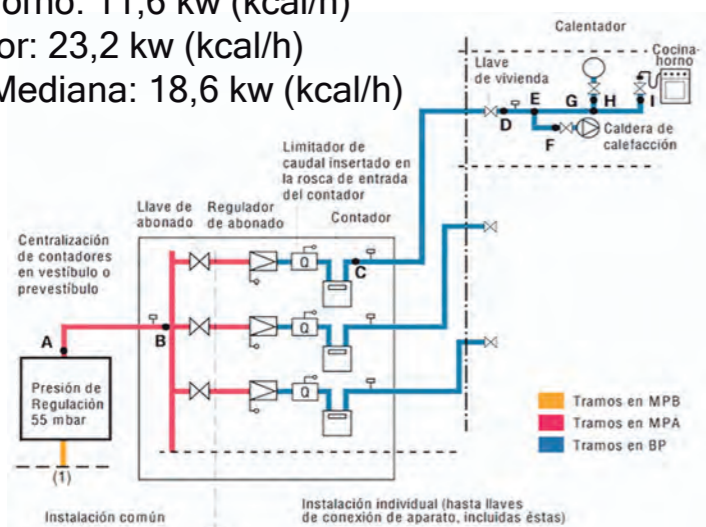 orno: 11,6 kw (kcal/h)
or: 23,2 kw (kcal/h)
Mediana: 18,6 kw (kcal/h)
Calentador
Cocina-
horno
Llave
de vivienda
E
G
H
I
D
F
Caldera de
calefacción
Limitador de
caudal insertado en
la rosca de entrada
del contador
Llave de
abonado
Regulador
de abonado
Contador
Centralización
de contadores
en vestíbulo o
prevestíbulo
Q
C
A
B
Q
Q
Presión de
Regulación
55 mbar
(1)
Tramos en MPB
Tramos en MPA
Tramos en BP
Instalación común
Instalación individual (hasta llaves
de conexión de aparato, incluidas éstas)